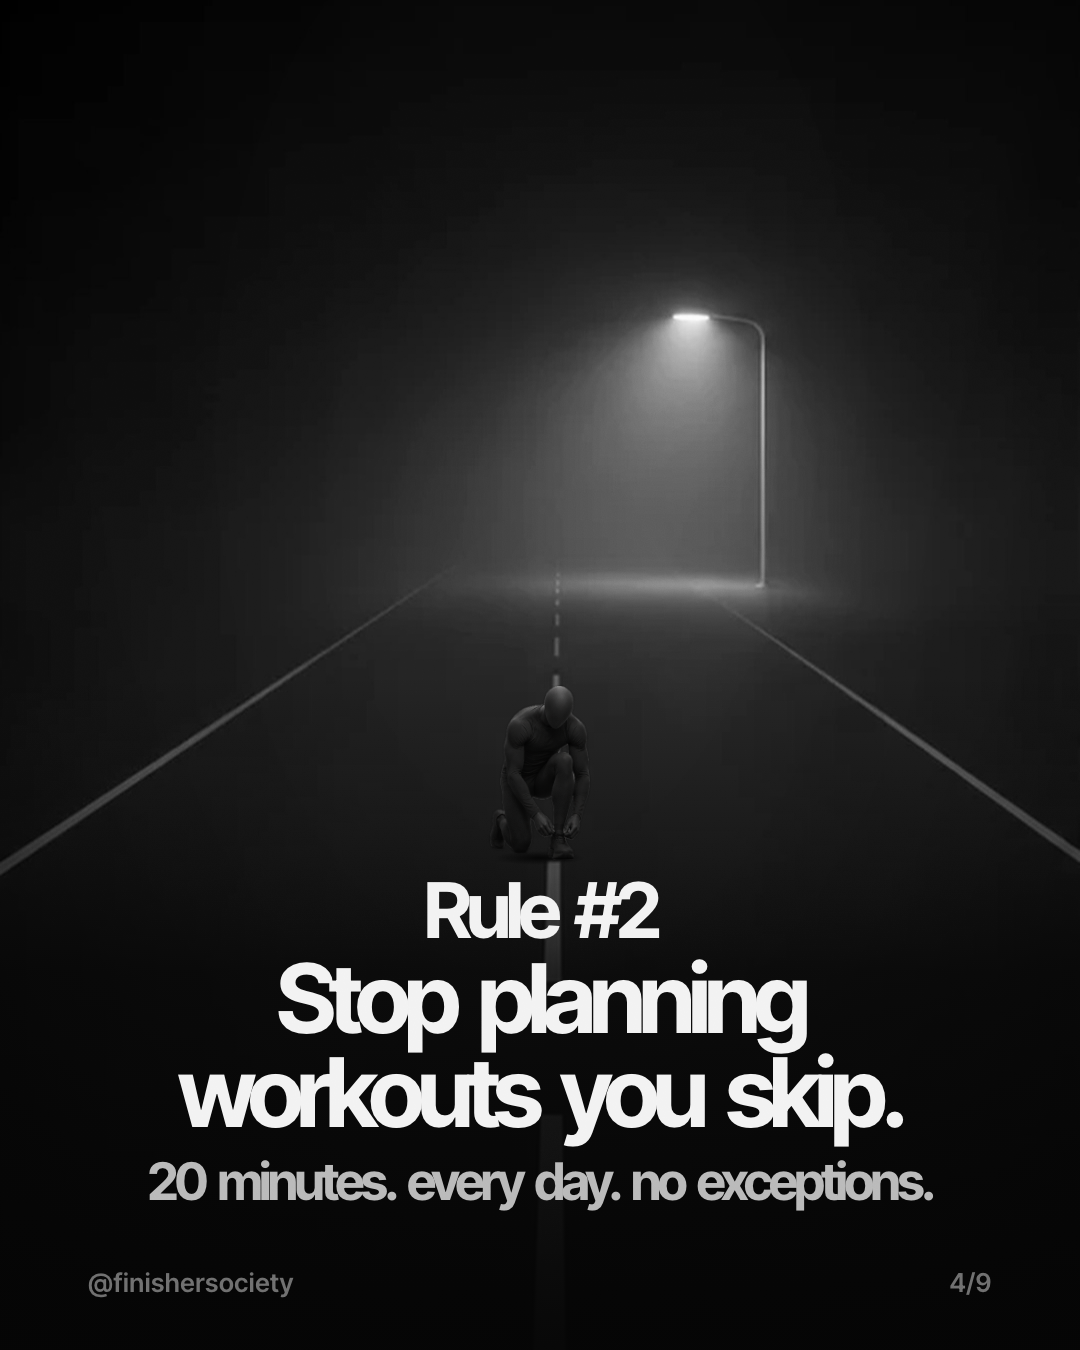 Rule #2
Stop planning
workouts you skip.
20 minutes. every day. no exceptions.
@finishersociety
4/9